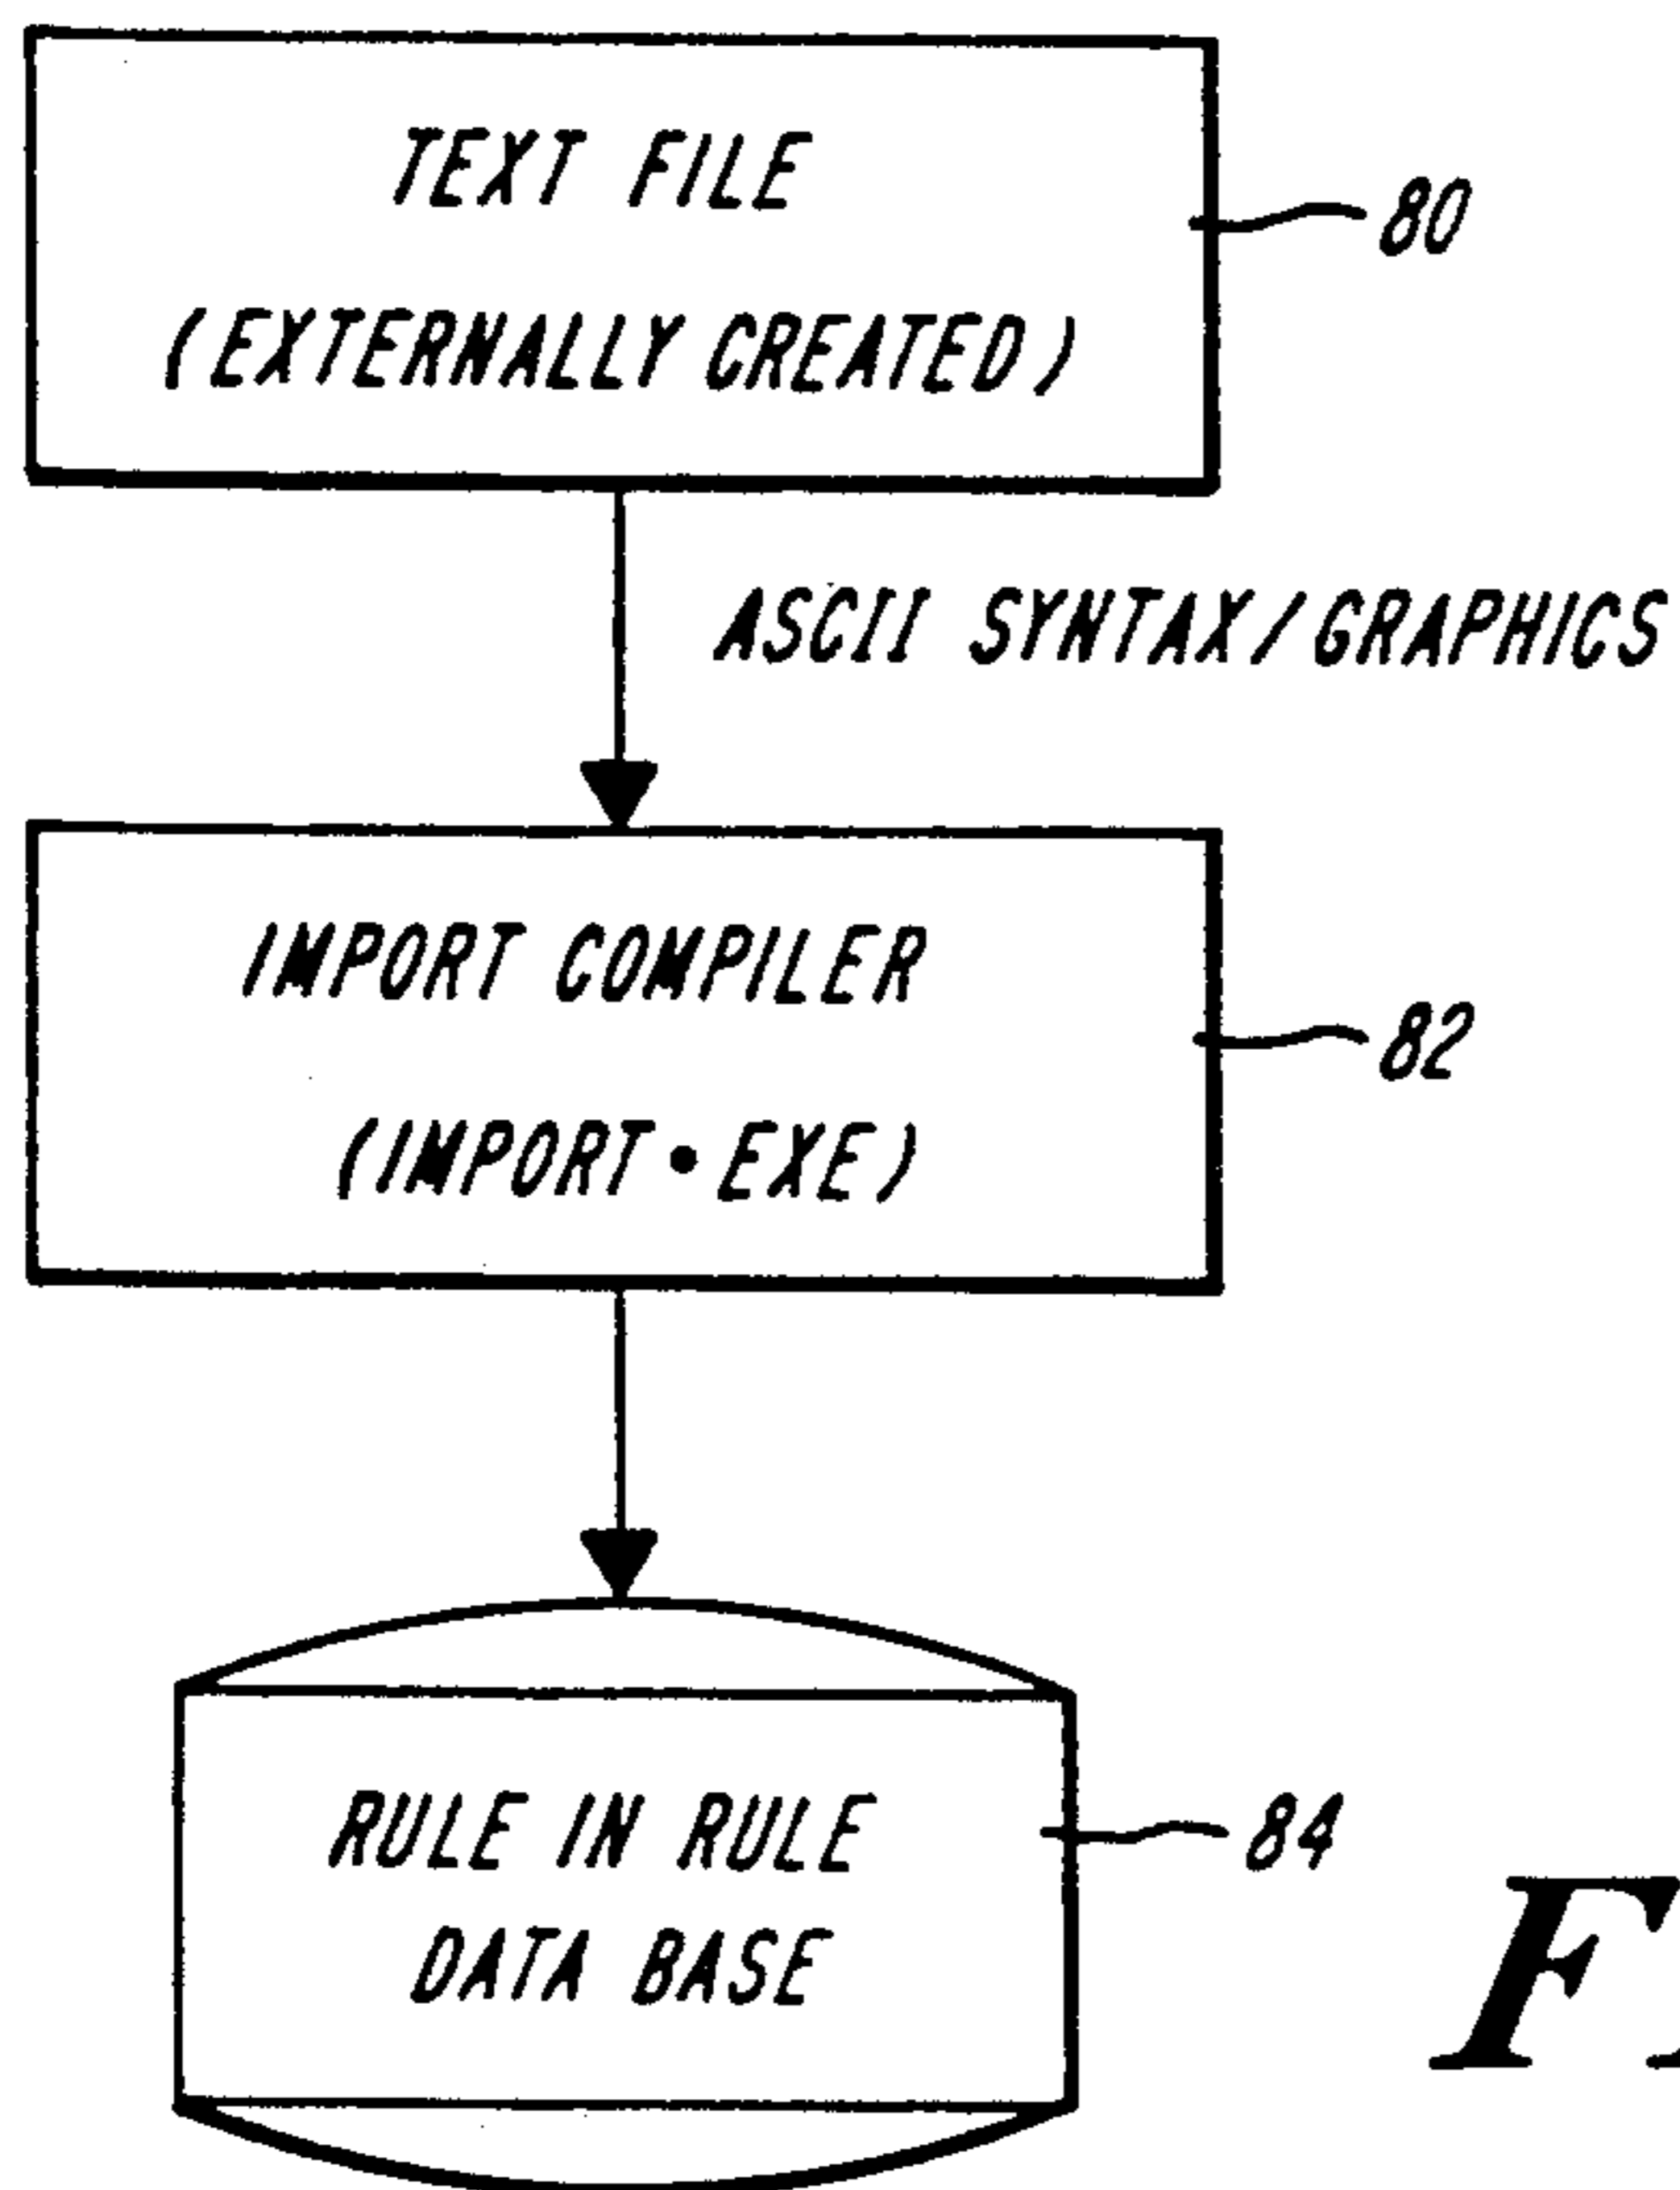 TEXT FILE
80
(EXTERNALLY CREATED)
ASCII SYNTAX/GRAPHICS
IMPORT COMPILER
82
(IMPORT•EXE)
RULE IN RULE
84
DATA BASE